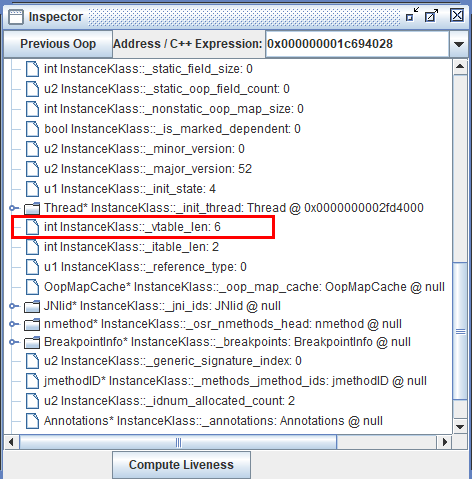 Inspector
Previous Oop Address / C++ Expression: 0x000000001c694028
int InstanceKlass::_static_field_size: 0
u2 InstanceKlass::_static_oop_field_count: 0
int InstanceKlass::_nonstatic_oop_map_size: 0
bool InstanceKlass::_is_marked_dependent: 0
u2 InstanceKlass::_minor_version: 0
u2 InstanceKlass::_major_version: 52
u1 InstanceKlass::_init_state: 4
Thread* InstanceKlass::_init_thread: Thread @ 0x0000000002fd4000
int InstanceKlass::_vtable_len: 6
int InstanceKlass::_itable_len: 2
u1 InstanceKlass::_reference_type: 0
OopMapCache* InstanceKlass::_oop_map_cache: OopMapCache @ null
JNIid* InstanceKlass::_jni_ids: JNIid @ null
nmethod* InstanceKlass::_osr_nmethods_head: nmethod @ null
BreakpointInfo* InstanceKlass::_breakpoints: BreakpointInfo @ null
u2 InstanceKlass::_generic_signature_index: 0
jmethodID* InstanceKlass::_methods_jmethod_ids: jmethodID @ null
u2 InstanceKlass::_idnum_allocated_count: 2
Annotations* InstanceKlass::_annotations: Annotations @ null
Compute Liveness